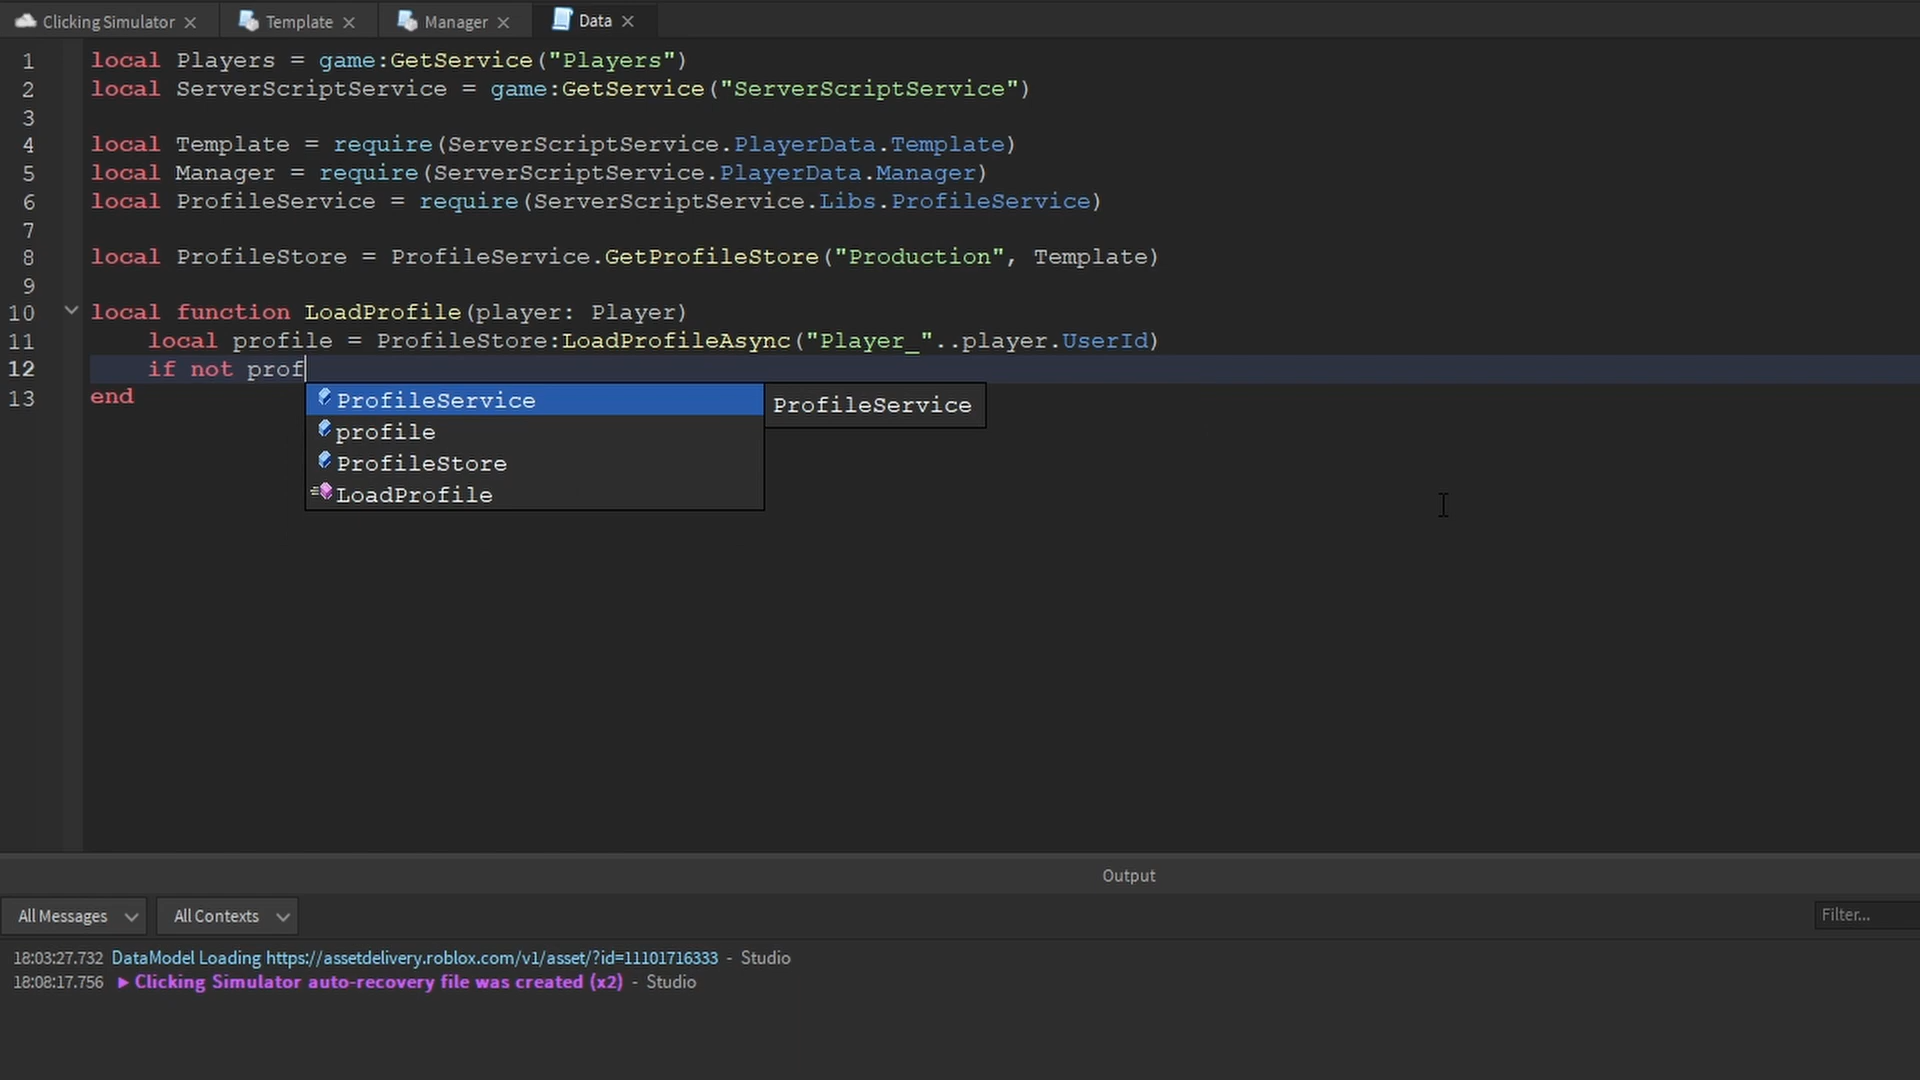 Clicking Simulator
Template
Manager
Data
1 local Players = game:GetService("Players")
2 local ServerScriptService = game:GetService("ServerScriptService")
3
4 local Template = require(ServerScriptService.PlayerData.Template)
5 local Manager = require(ServerScriptService.PlayerData.Manager)
6 local ProfileService = require(ServerScriptService.Libs.ProfileService)
7
8 local ProfileStore = ProfileService.GetProfileStore("Production", Template)
9
10 local function LoadProfile(player: Player)
11 local profile = ProfileStore:LoadProfileAsync("Player_"..player.UserId)
12 if not prof
13 end
ProfileService
ProfileService
profile
ProfileStore
LoadProfile
Output
All Messages
All Contexts
Filter...
18:03:27.732 DataModel Loading https://assetdelivery.roblox.com/v1/asset/?id=11101716333 - Studio
18:08:17.756 ▶ Clicking Simulator auto-recovery file was created (x2) - Studio